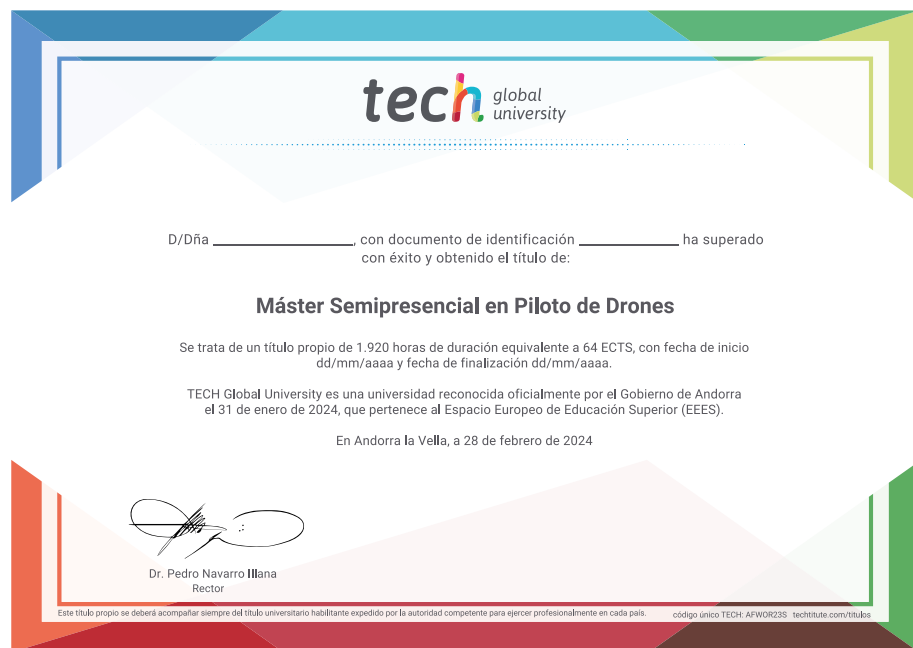 tech global university
D/Dña ____________________, con documento de identificación ______________ ha superado
con éxito y obtenido el título de:
Máster Semipresencial en Piloto de Drones
Se trata de un título propio de 1.920 horas de duración equivalente a 64 ECTS, con fecha de inicio
dd/mm/aaaa y fecha de finalización dd/mm/aaaa.
TECH Global University es una universidad reconocida oficialmente por el Gobierno de Andorra
el 31 de enero de 2024, que pertenece al Espacio Europeo de Educación Superior (EEES).
En Andorra la Vella, a 28 de febrero de 2024
Dr. Pedro Navarro Illana
Rector
Este título propio se deberá acompañar siempre del título universitario habilitante expedido por la autoridad competente para ejercer profesionalmente en cada país.
código único TECH: AFWOR23S techtitute.com/titulos